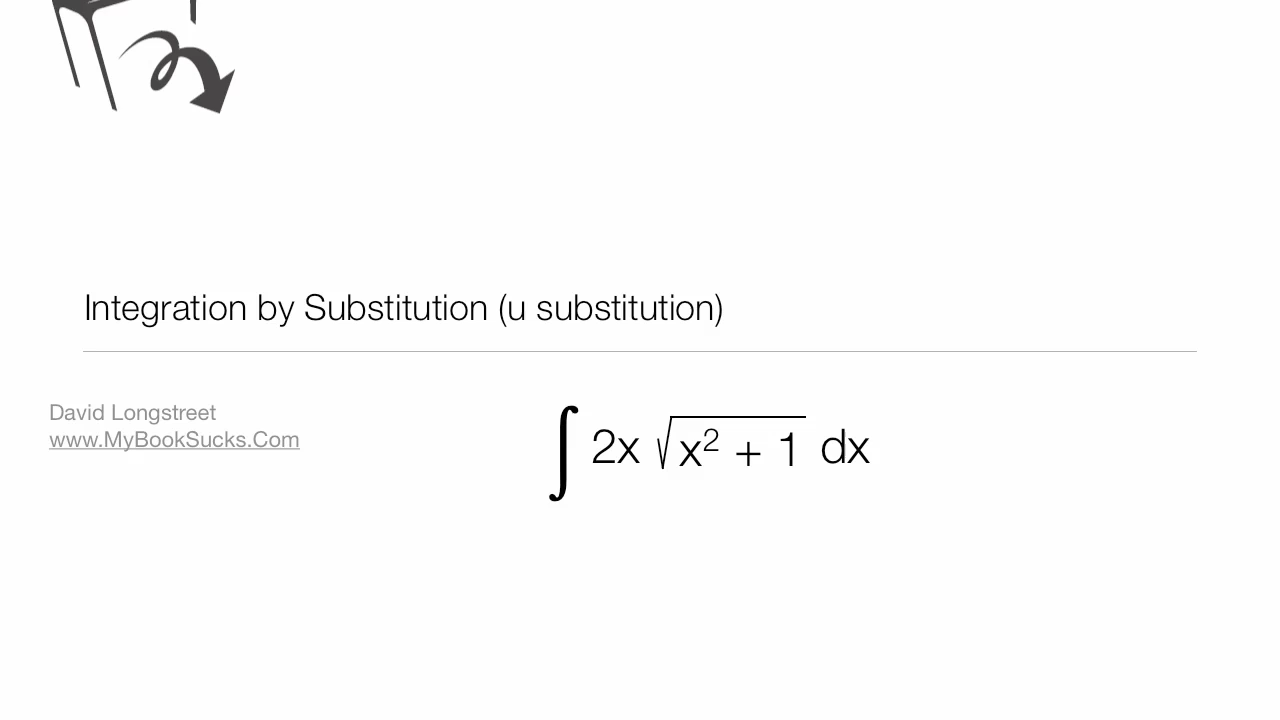 Integration by Substitution (u substitution)
David Longstreet
www.MyBookSucks.Com
∫ 2x √x² + 1 dx